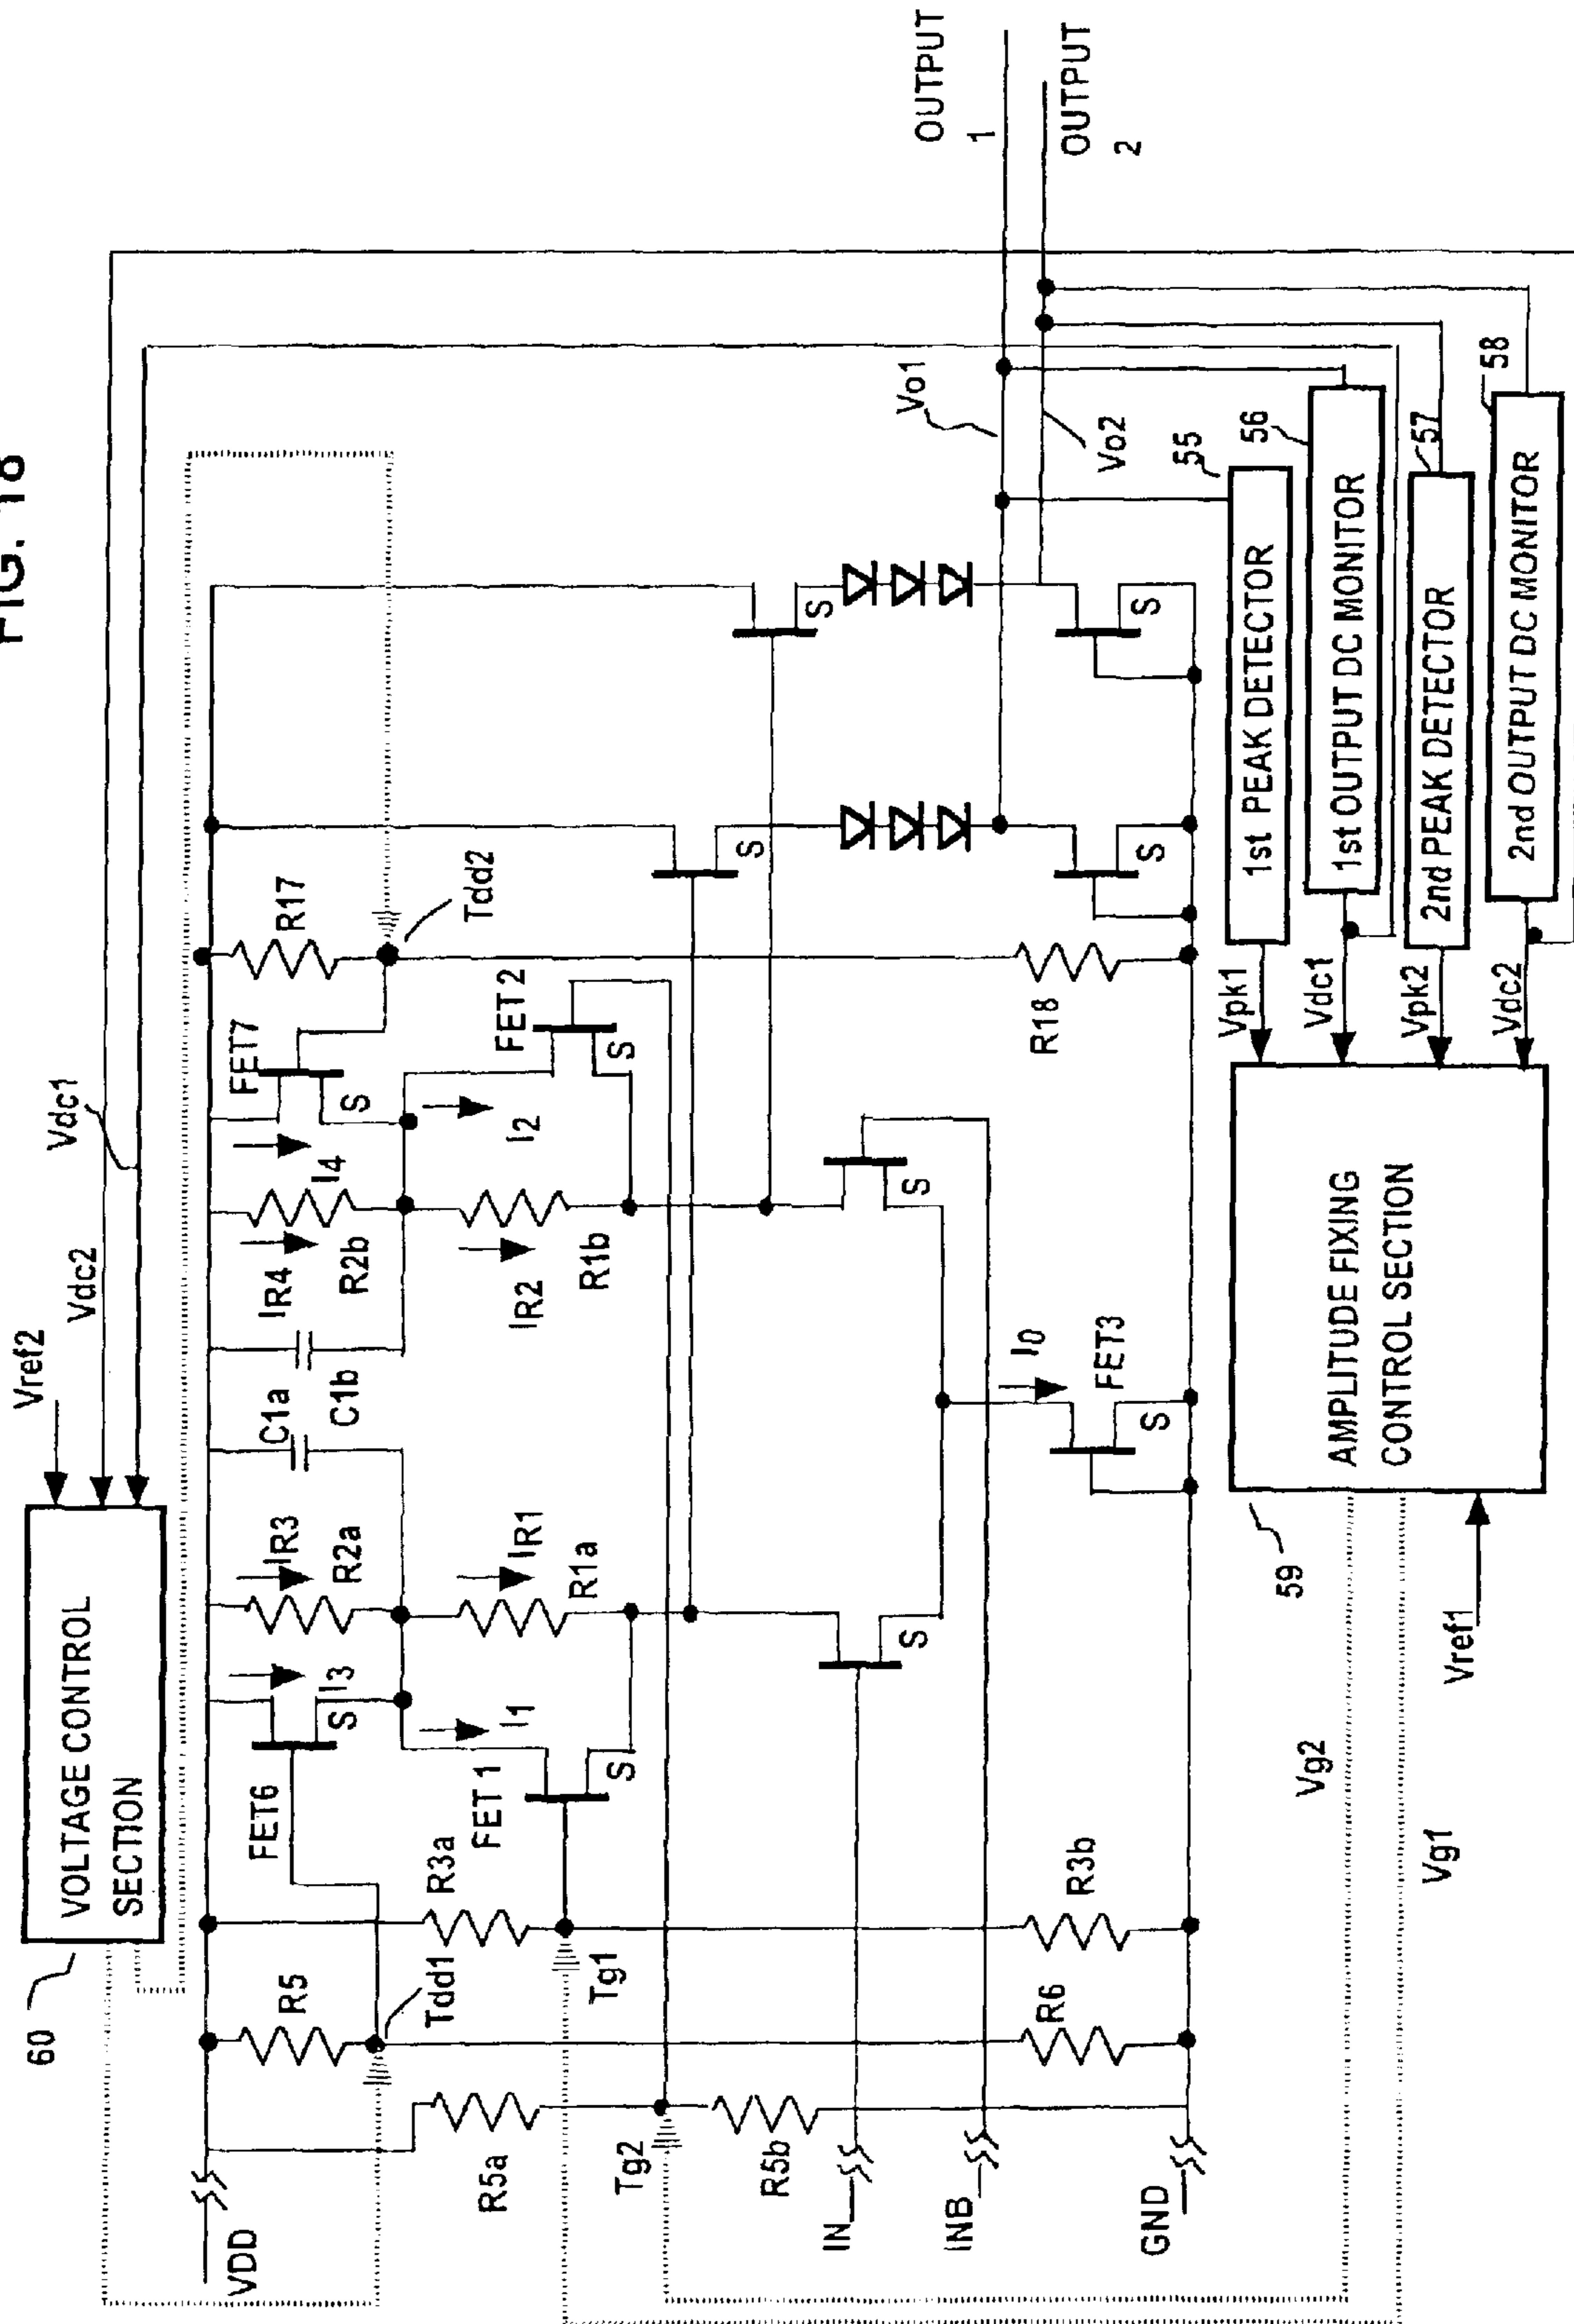 FIG. 18
60
VOLTAGE CONTROL
SECTION
Vref2
Vdc2
Vdc1
VDD
R5
Tdd1
R5a
Tg2
R5b
IN
INB
GND
R6
R3a
Tg1
R3b
FET6
S
I3
FET1
I1
S
IR3
R2a
IR1
R1a
C1a
C1b
IR4
R2b
I4
IR2
R1b
FET7
S
I2
FET2
S
R17
Tdd2
R18
S
S
I0
FET3
S
S
S
S
S
Vo1
Vo2
OUTPUT
1
OUTPUT
2
55
1st PEAK DETECTOR
56
1st OUTPUT DC MONITOR
57
2nd PEAK DETECTOR
58
2nd OUTPUT DC MONITOR
Vpk1
Vdc1
Vpk2
Vdc2
AMPLITUDE FIXING
CONTROL SECTION
59
Vref1
Vg2
Vg1